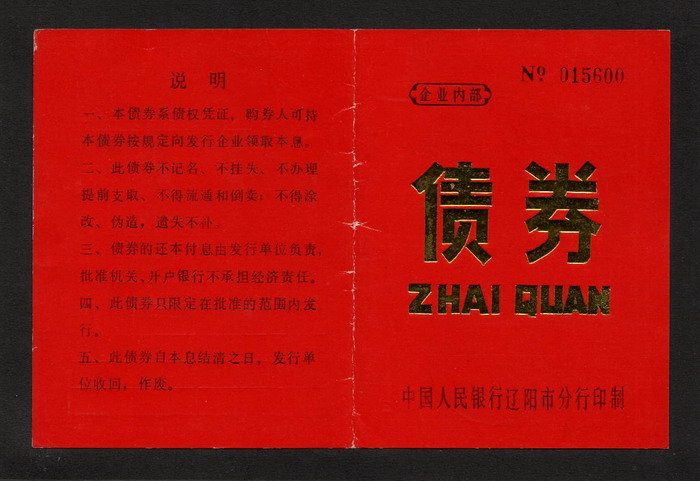 说 明
一、本债券系债权凭证，购券人可持
本债券按规定向发行企业领取本息。
二、此债券不记名、不挂失、不办理
提前支取、不得流通和倒卖；不得涂
改、伪造，遗失不补。
三、债券的还本付息由发行单位负责，
批准机关、开户银行不承担经济责任。
四、此债券只限定在批准的范围内发
行。
五、此债券自本息结清之日，发行单
位收回，作废。
№ 015600
企业内部
债券
ZHAI QUAN
中国人民银行辽阳市分行印制